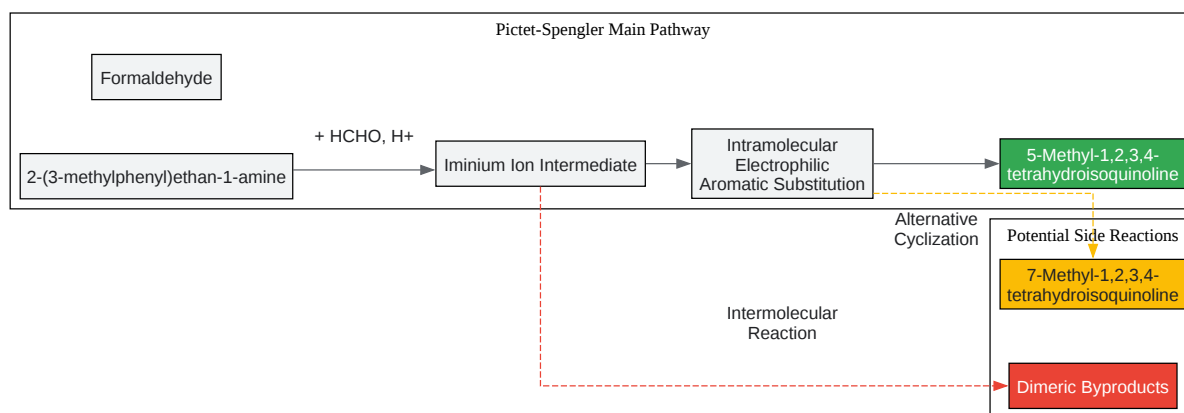 Pictet-Spengler Main Pathway
Formaldehyde
+ HCHO, H+
2-(3-methylphenyl)ethan-1-amine
Iminium Ion Intermediate
Intramolecular
Electrophilic
Aromatic Substitution
5-Methyl-1,2,3,4-
tetrahydroisoquinoline
Alternative
Cyclization
Potential Side Reactions
7-Methyl-1,2,3,4-
tetrahydroisoquinoline
Intermolecular
Reaction
Dimeric Byproducts